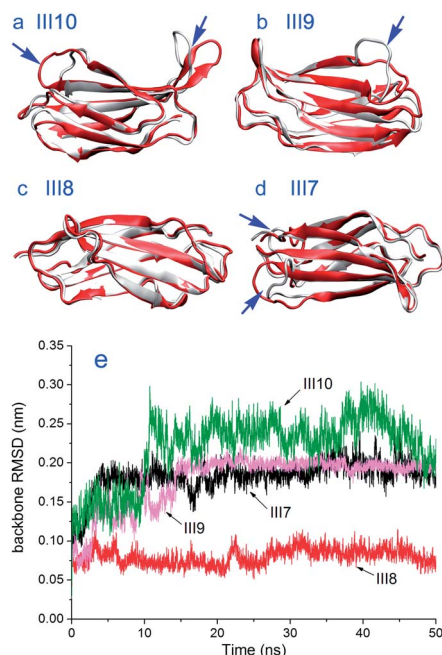 a III10
b III9
c III8
d III7
e
backbone RMSD (nm)
0.35
0.30
0.25
0.20
0.15
0.10
0.05
0.00
III10
III9
III7
III8
0 10 20 30 40 50
Time (ns)